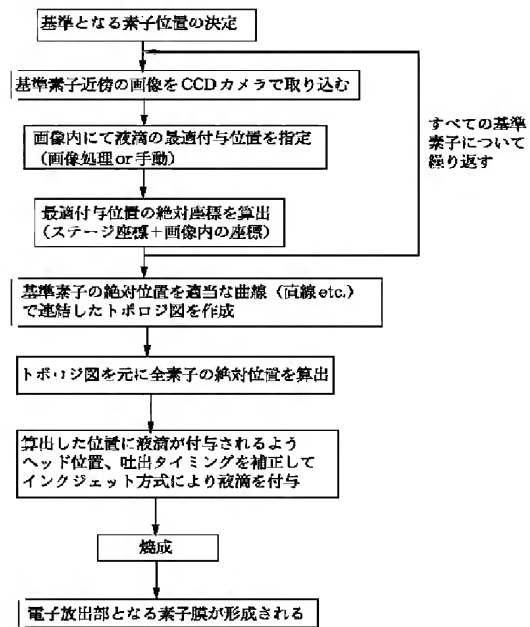 基準となる素子位置の決定
基準素子近傍の画像をCCDカメラで取り込む
画像内にて液滴の最適付与位置を指定
(画像処理or手動)
最適付与位置の絶対座標を算出
(ステージ座標+画像内の座標)
すべての基準
素子について
繰り返す
基準素子の絶対位置を適当な曲線(直線etc.)
で連結したトポロジ図を作成
トポロジ図を元に全素子の絶対位置を算出
算出した位置に液滴が付与されるよう
ヘッド位置、吐出タイミングを補正して
インクジェット方式により液滴を付与
焼成
電子放出部となる素子膜が形成される